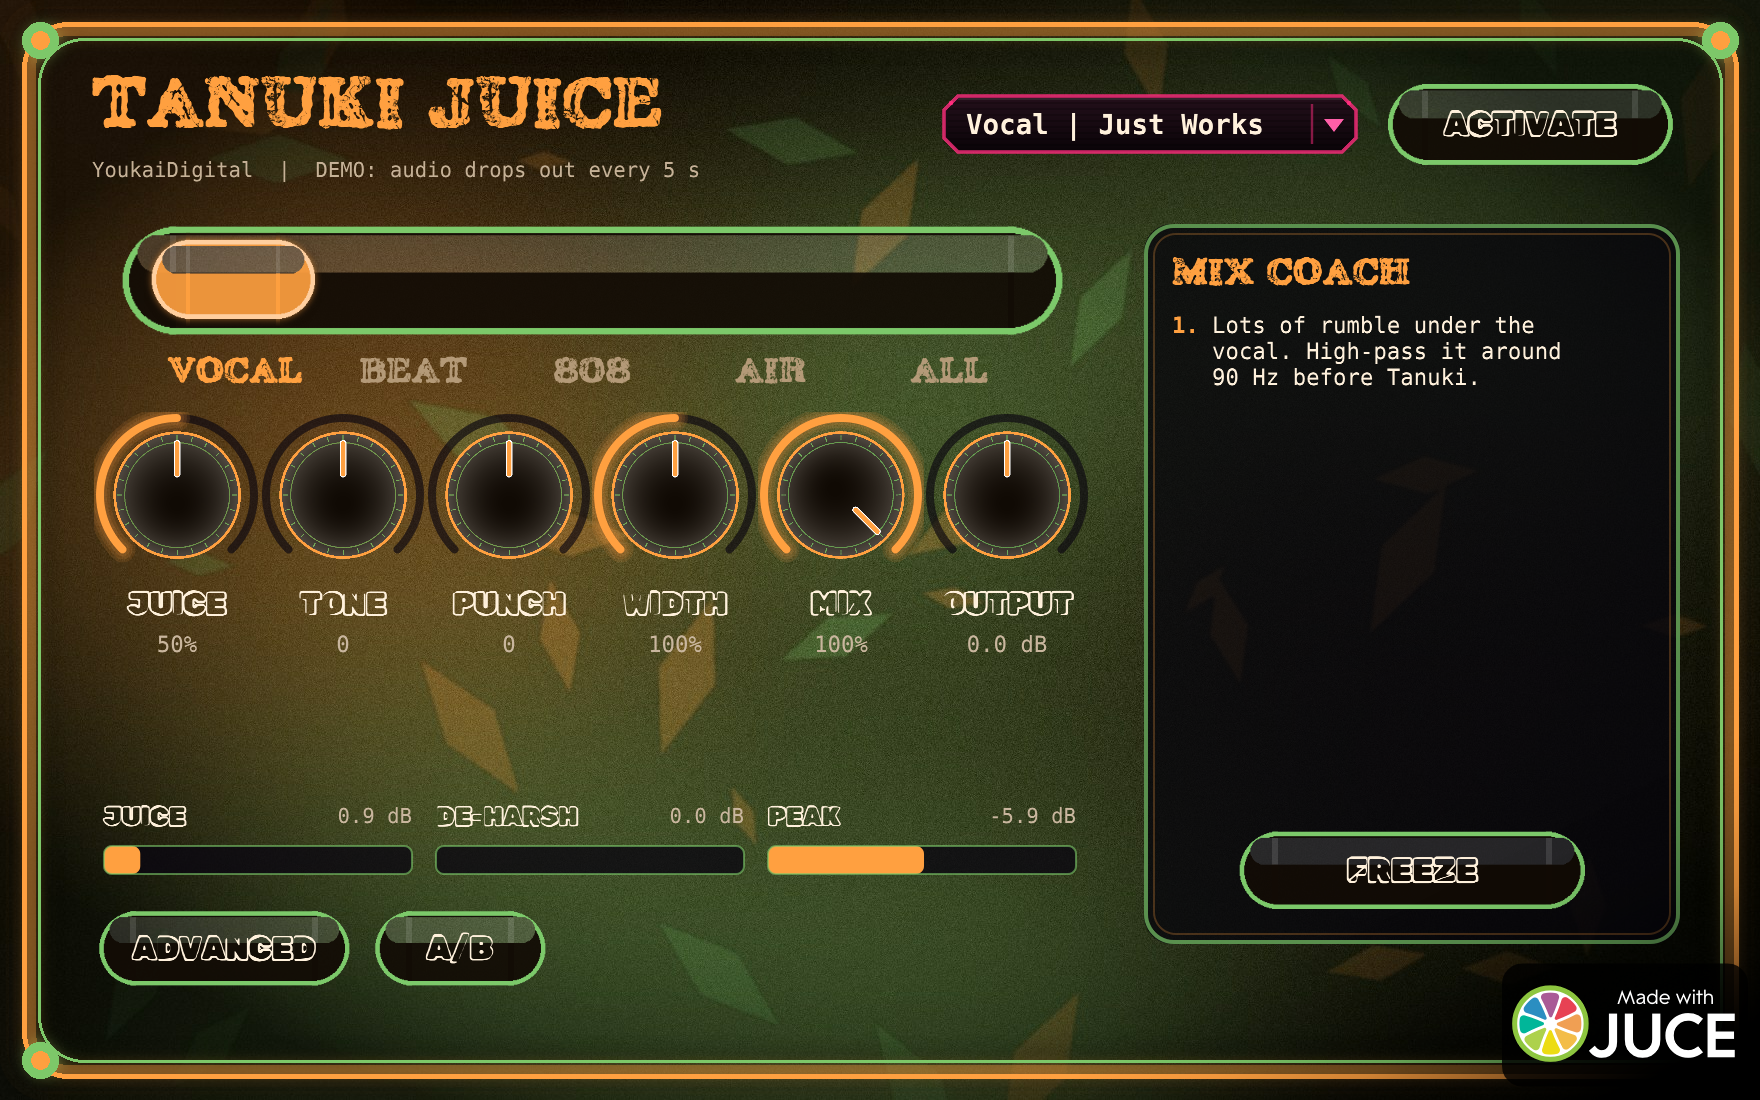 TANUKI JUICE
Vocal | Just Works
ACTIVATE
YoukaiDigital | DEMO: audio drops out every 5 s
VOCAL BEAT 808 AIR ALL
JUICE TONE PUNCH WIDTH MIX OUTPUT
50% 0 0 100% 100% 0.0 dB
JUICE 0.9 dB DE-HARSH 0.0 dB PEAK -5.9 dB
ADVANCED A/B
MIX COACH
1. Lots of rumble under the
vocal. High-pass it around
90 Hz before Tanuki.
FREEZE
Made with
JUCE